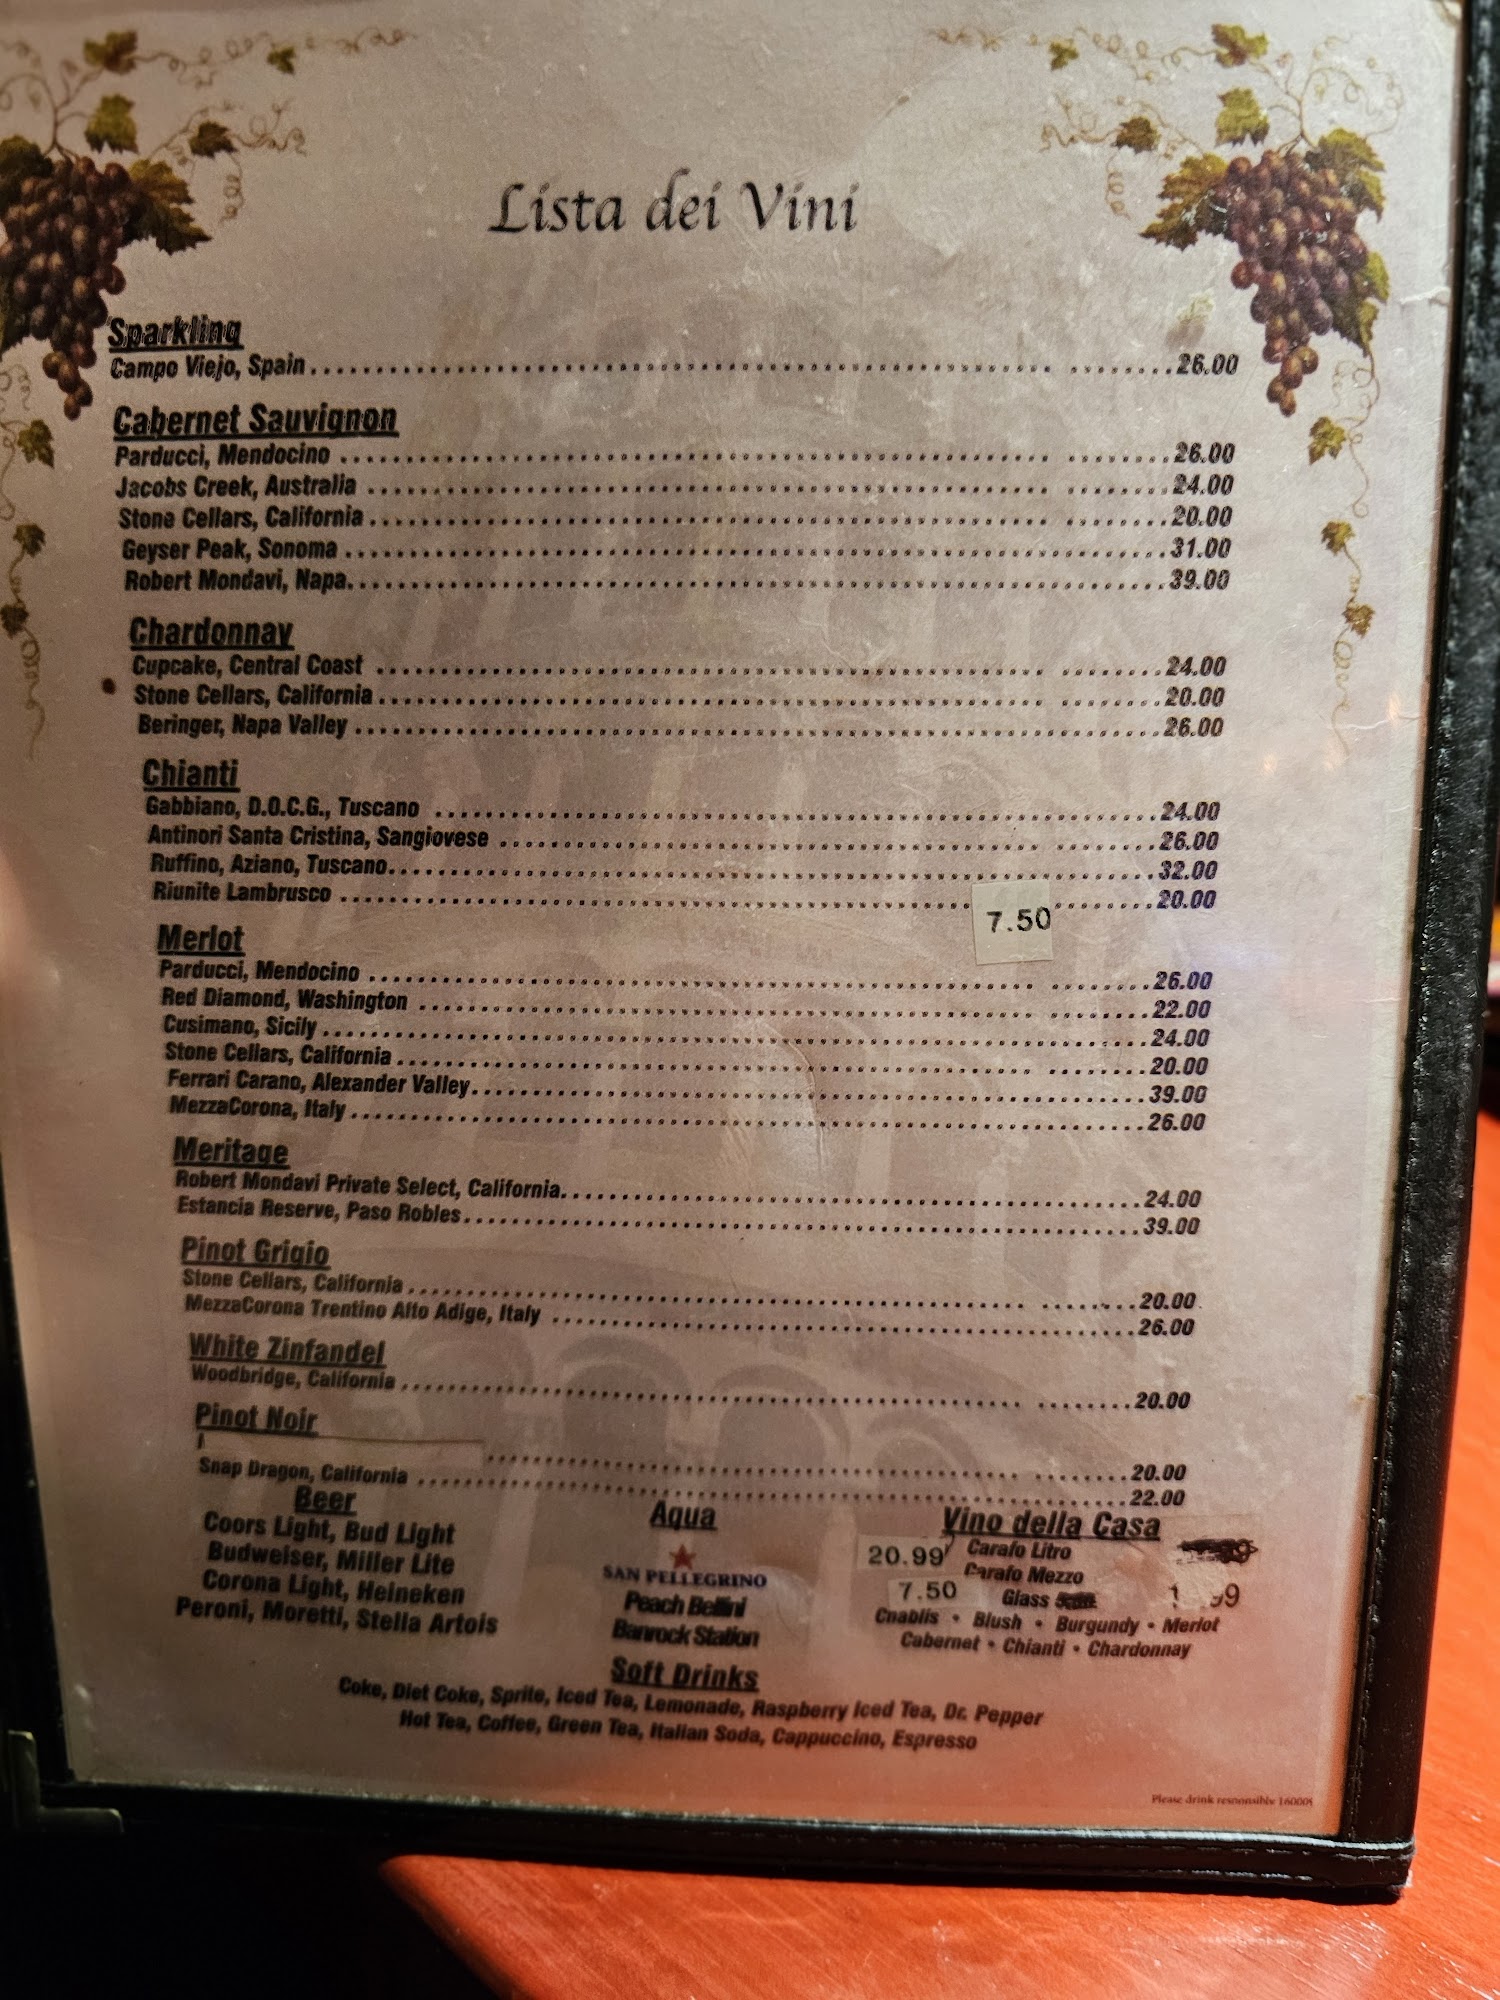 Lista dei Vini
Sparkling
Campo Viejo, Spain 26.00
Cabernet Sauvignon
Parducci, Mendocino 26.00
Jacobs Creek, Australia 24.00
Stone Cellars, California 20.00
Geyser Peak, Sonoma 31.00
Robert Mondavi, Napa 39.00
Chardonnay
Cupcake, Central Coast 24.00
Stone Cellars, California 20.00
Beringer, Napa Valley 26.00
Chianti
Gabbiano, D.O.C.G., Tuscano 24.00
Antinori Santa Cristina, Sangiovese 26.00
Ruffino, Aziano, Tuscano 32.00
Riunite Lambrusco 20.00
7.50
Merlot
Parducci, Mendocino 26.00
Red Diamond, Washington 22.00
Cusimano, Sicily 24.00
Stone Cellars, California 20.00
Ferrari Carano, Alexander Valley 39.00
MezzaCorona, Italy 26.00
Meritage
Robert Mondavi Private Select, California 24.00
Estancia Reserve, Paso Robles 39.00
Pinot Grigio
Stone Cellars, California 20.00
MezzaCorona Trentino Alto Adige, Italy 26.00
White Zinfandel
Woodbridge, California 20.00
Pinot Noir
20.00
Snap Dragon, California 22.00
Beer
Coors Light, Bud Light
Budweiser, Miller Lite
Corona Light, Heineken
Peroni, Moretti, Stella Artois
Aqua
SAN PELLEGRINO
Peach Bellini
Banrock Station
Vino della Casa
20.99 Carafo Litro
Carafo Mezzo
7.50 Glass
Chablis • Blush • Burgundy • Merlot
Cabernet • Chianti • Chardonnay
Soft Drinks
Coke, Diet Coke, Sprite, Iced Tea, Lemonade, Raspberry Iced Tea, Dr. Pepper
Hot Tea, Coffee, Green Tea, Italian Soda, Cappuccino, Espresso
Please drink responsibly